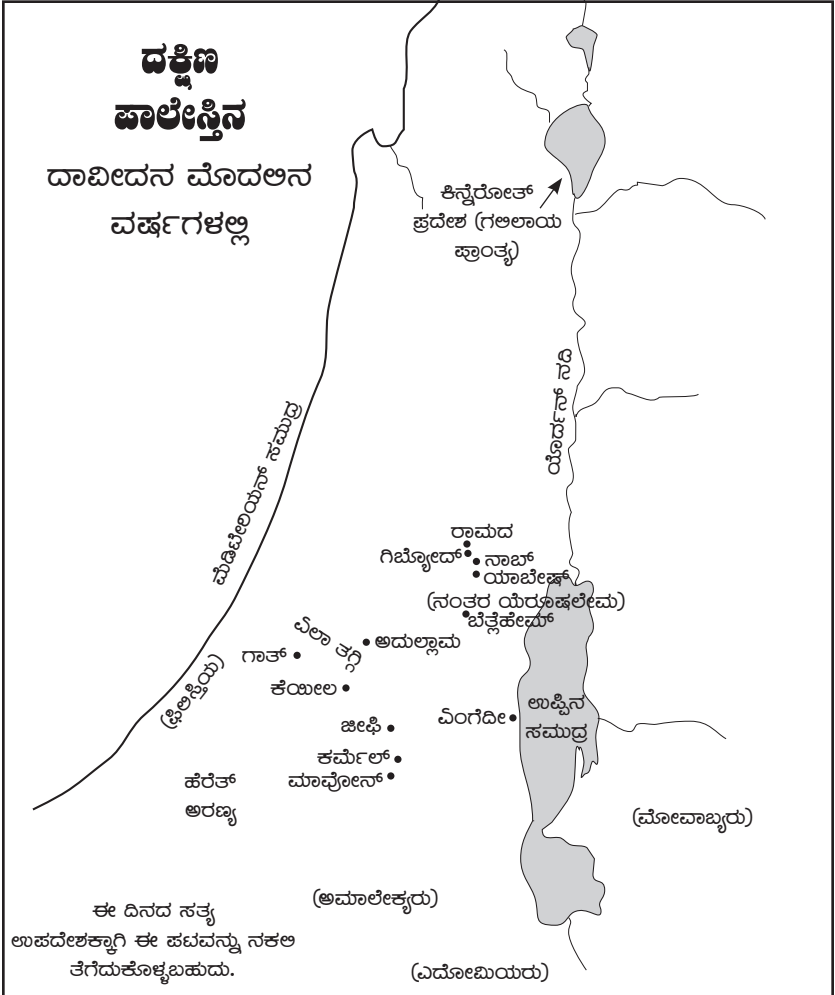 ದಕ್ಷಿಣ
ಪಾಲೇಸ್ತಿನ
ದಾವೀದನ ಮೊದಲಿನ
ವರ್ಷಗಳಲ್ಲಿ
ಕಿನ್ನೆರೋತ್
ಪ್ರದೇಶ (ಗಲಿಲಾಯ
ಪ್ರಾಂತ್ಯ)
ಯೊರ್ದನ್ ನದಿ
ಮೆಡಿಟೇರಿಯನ್ ಸಮುದ್ರ
ರಾಮದ
ಗಿಬ್ಯೋದ್
ನಾಬ್
ಯಾಬೇಷ್
(ನಂತರ ಯೆರೂಷಲೇಮ)
ಬೆತ್ಲೆಹೇಮ್
ಏಲಾ ತಗ್ಗಿ
ಅದುಲ್ಲಾಮ
ಗಾತ್
(ಫಿಲಿಸ್ತಿಯ)
ಕೆಯೀಲ
ಜೀಫಿ
ಏಂಗೆದೀ
ಉಪ್ಪಿನ
ಸಮುದ್ರ
ಕರ್ಮೆಲ್
ಮಾವೋನ್
ಹೆರೆತ್
ಅರಣ್ಯ
(ಮೋವಾಬ್ಯರು)
(ಅಮಾಲೇಕ್ಯರು)
ಈ ದಿನದ ಸತ್ಯ
ಉಪದೇಶಕ್ಕಾಗಿ ಈ ಪಟವನ್ನು ನಕಲಿ
ತೆಗೆದುಕೊಳ್ಳಬಹುದು.
(ಎದೋಮಿಯರು)